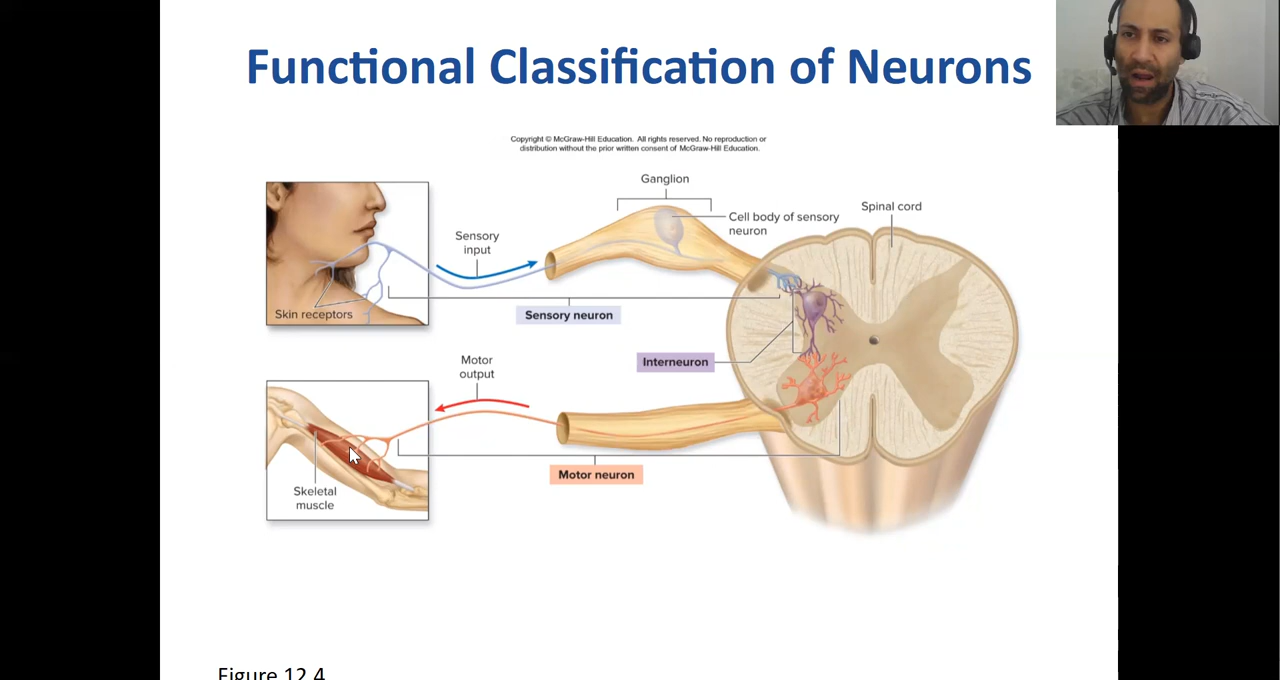 Functional Classification of Neurons
Copyright © McGraw-Hill Education. All rights reserved. No reproduction or
distribution without the prior written consent of McGraw-Hill Education.
Ganglion
Cell body of sensory
neuron
Spinal cord
Sensory
input
Skin receptors
Sensory neuron
Interneuron
Motor
output
Motor neuron
Skeletal
muscle
Figure 12.4